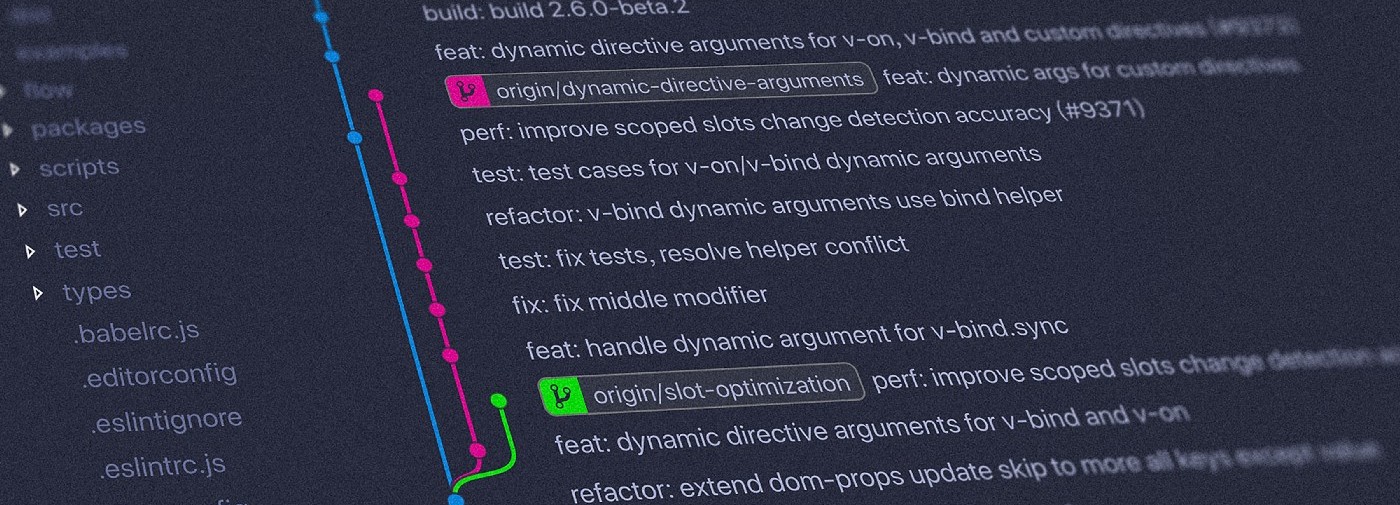 examples
flow
packages
scripts
src
test
types
.babelrc.js
.editorconfig
.eslintignore
.eslintrc.js
build: build 2.6.0-beta.2
feat: dynamic directive arguments for v-on, v-bind and custom directives
origin/dynamic-directive-arguments feat: dynamic args for custom directives
perf: improve scoped slots change detection accuracy (#9371)
test: test cases for v-on/v-bind dynamic arguments
refactor: v-bind dynamic arguments use bind helper
test: fix tests, resolve helper conflict
fix: fix middle modifier
feat: handle dynamic argument for v-bind.sync
origin/slot-optimization perf: improve scoped slots change detection
feat: dynamic directive arguments for v-bind and v-on
refactor: extend dom-props update skip to more all keys except value